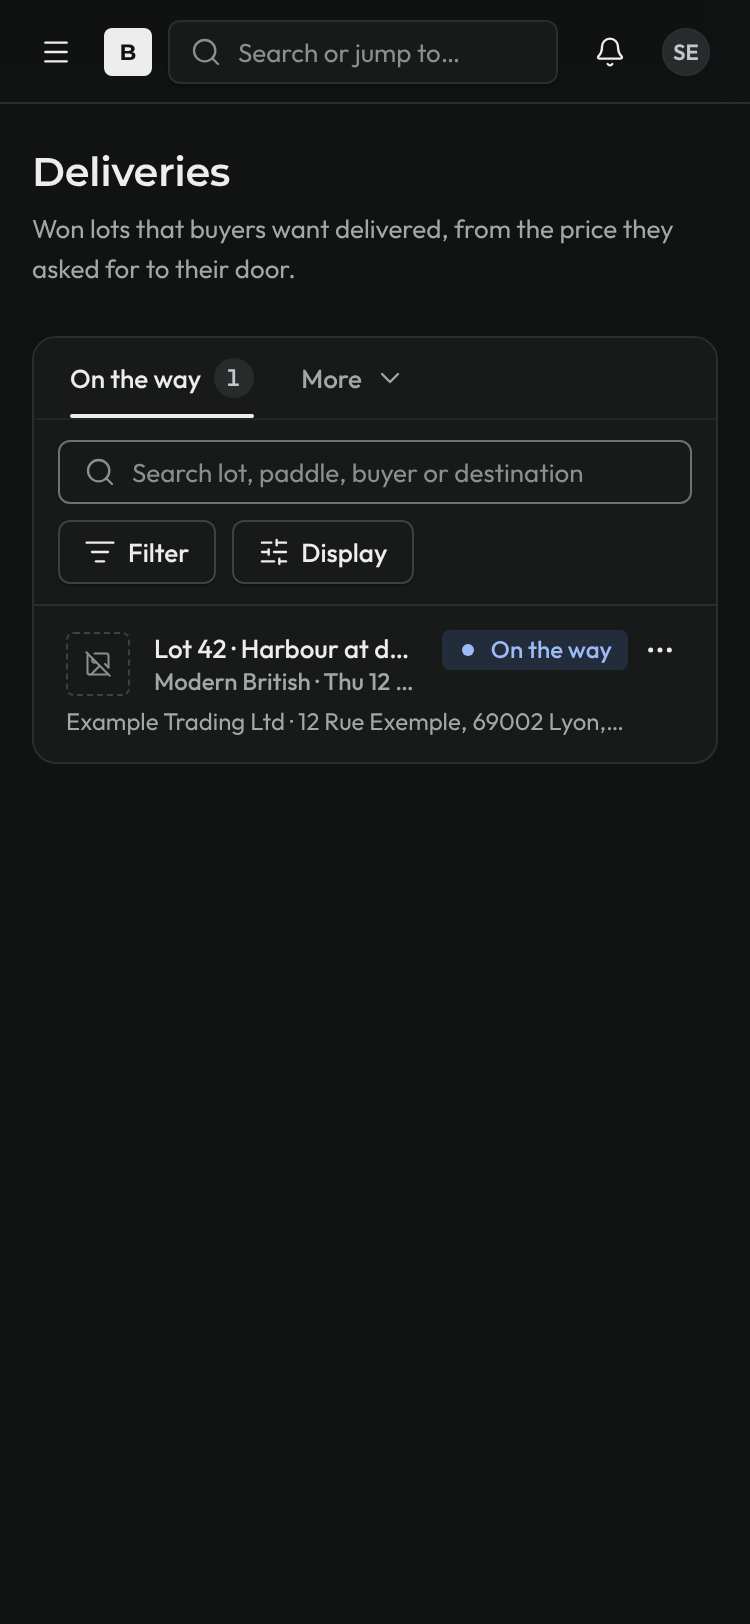 B
Search or jump to...
SE
Deliveries
Won lots that buyers want delivered, from the price they
asked for to their door.
On the way 1
More
Search lot, paddle, buyer or destination
Filter
Display
Lot 42 · Harbour at d...
On the way
Modern British · Thu 12 ...
Example Trading Ltd · 12 Rue Exemple, 69002 Lyon,...